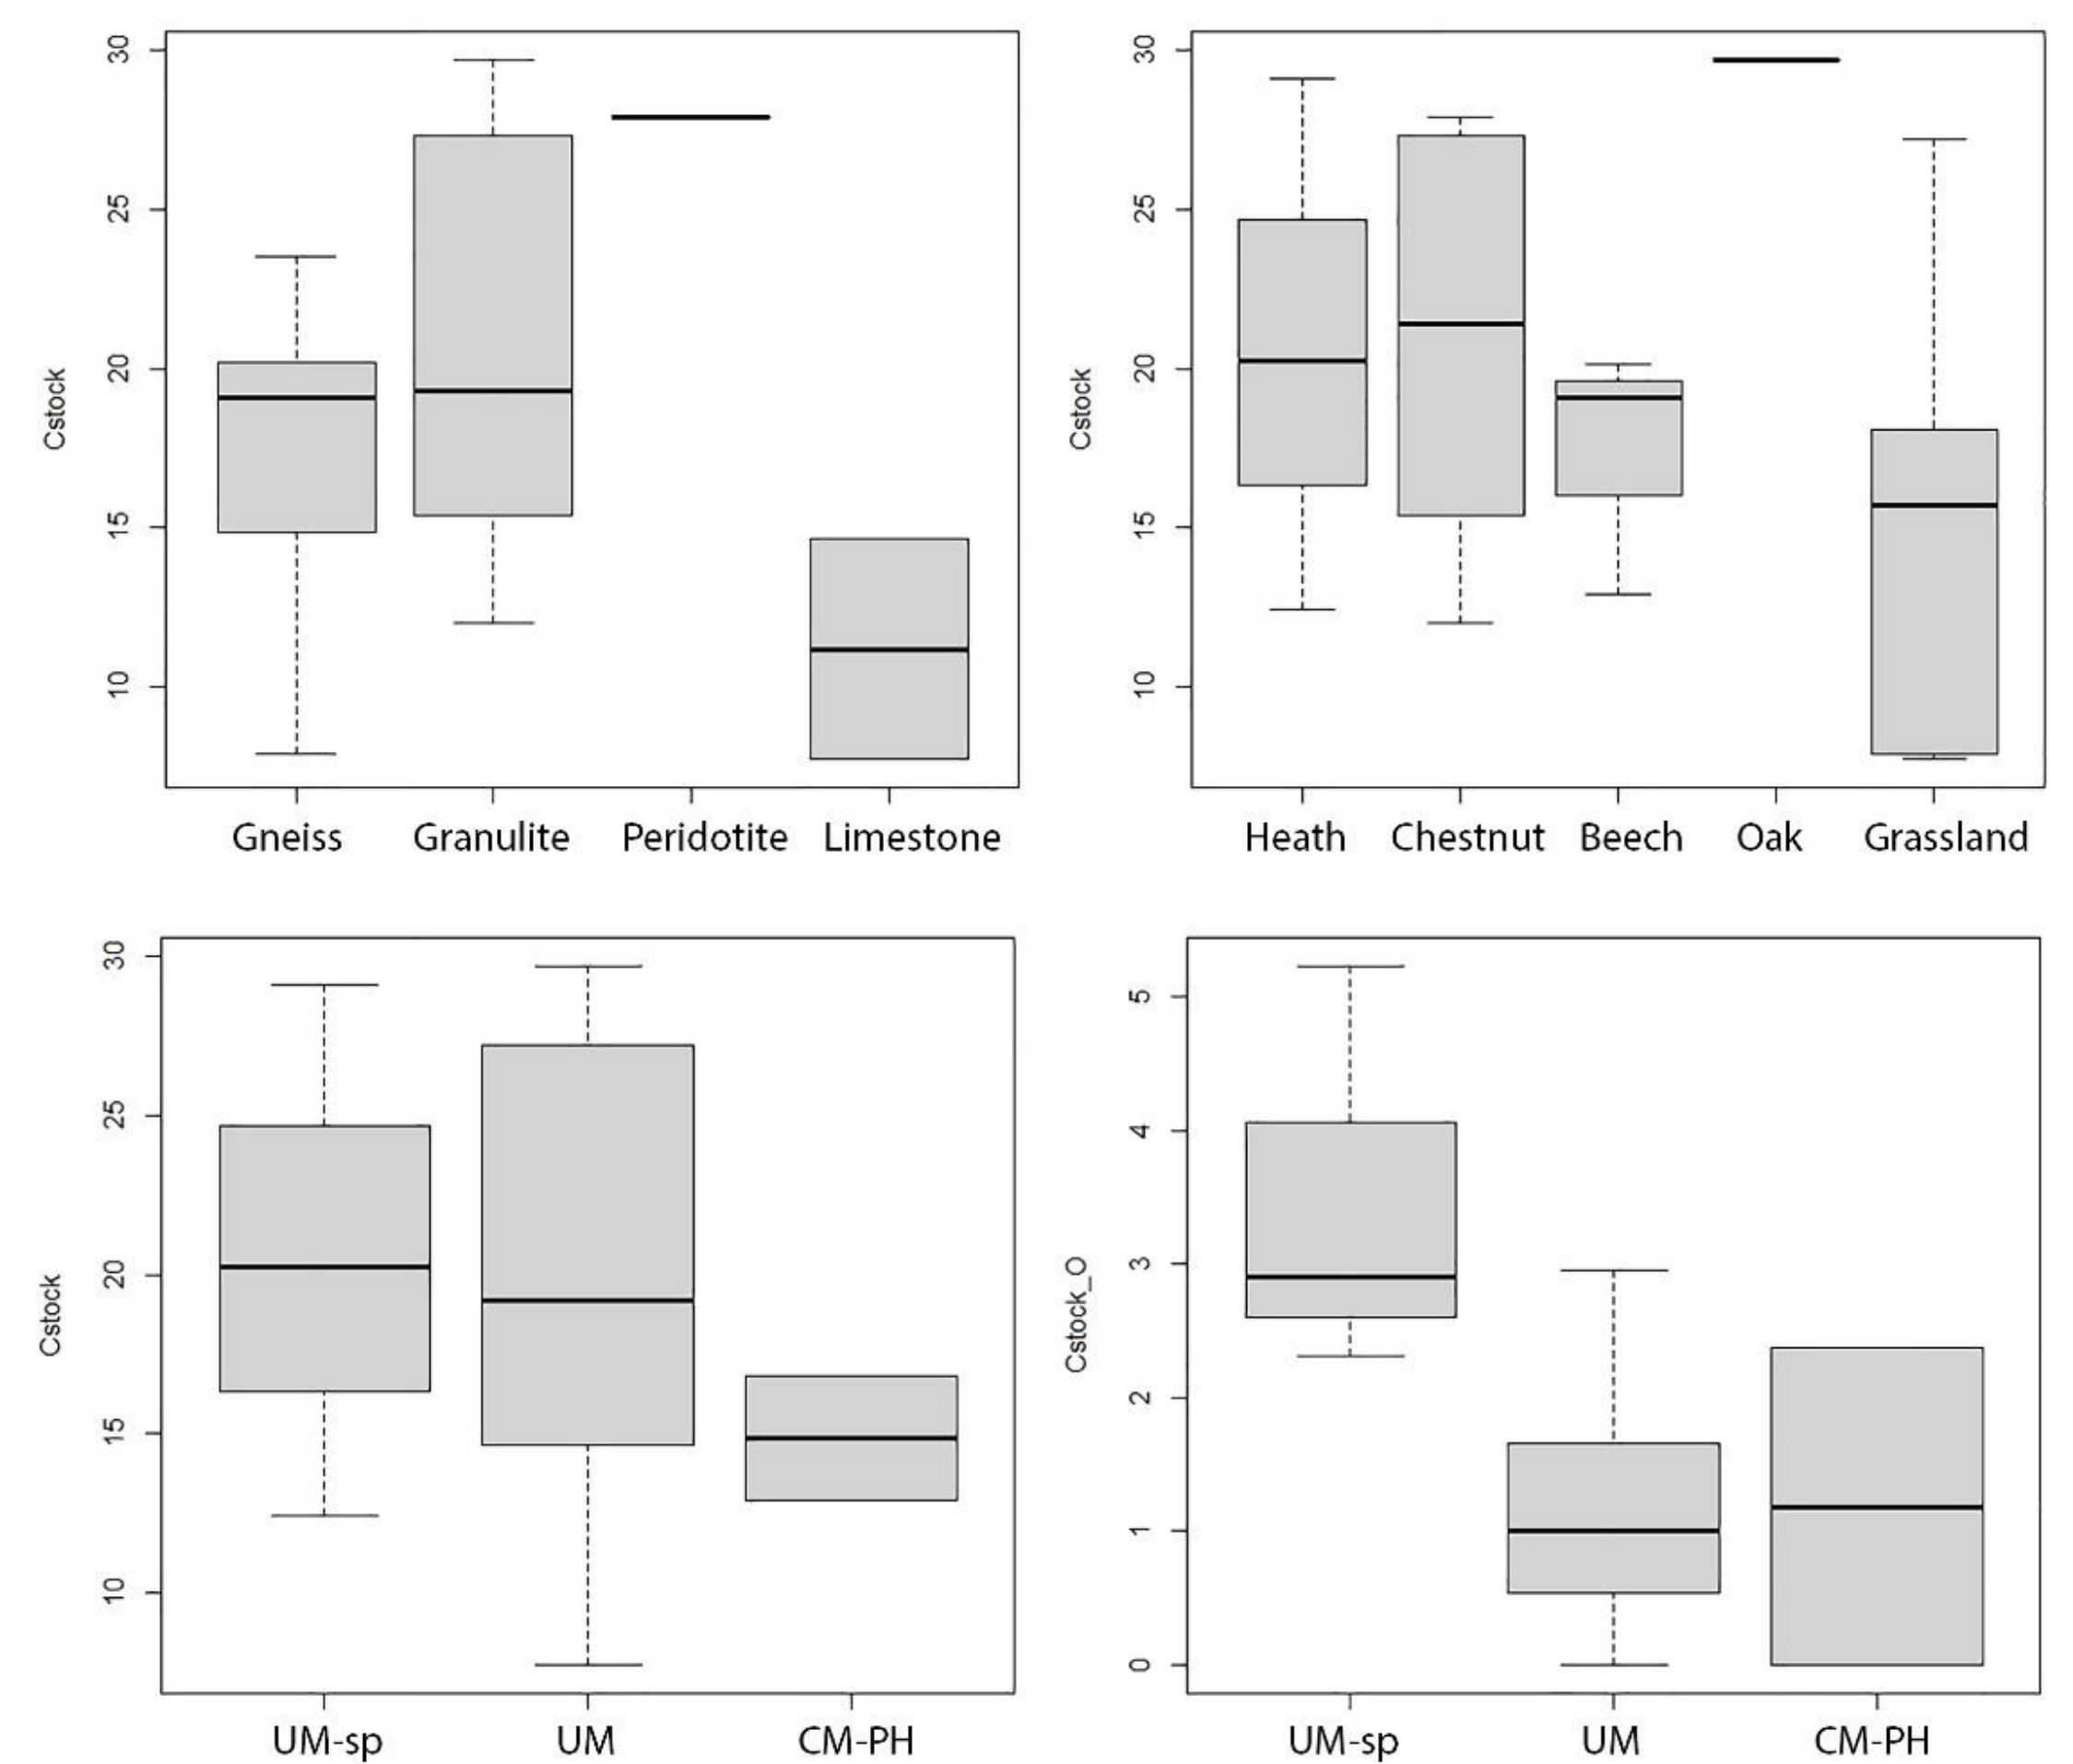 30
25
20
15
10
Cstock
Gneiss Granulite Peridotite Limestone
30
25
20
15
10
Cstock
Heath Chestnut Beech Oak Grassland
30
25
20
15
10
Cstock
UM-sp UM CM-PH
5
4
3
2
1
0
Cstock_O
UM-sp UM CM-PH